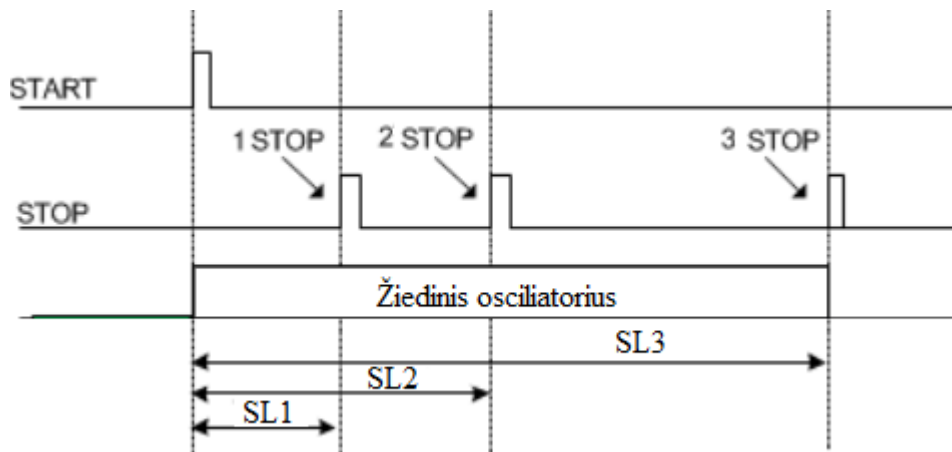 START
1 STOP
2 STOP
3 STOP
STOP
Žiedinis osciliatorius
SL3
SL2
SL1